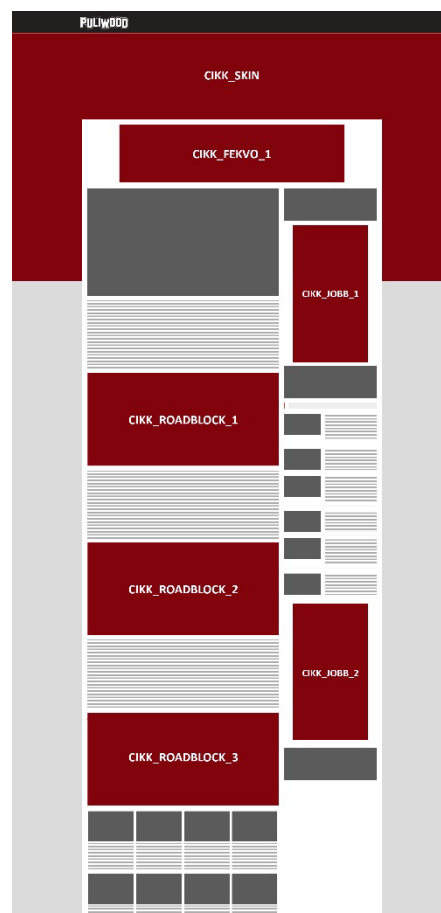 PULIWOOD
CIKK_SKIN
CIKK_FEKVO_1
CIKK_JOBB_1
CIKK_ROADBLOCK_1
CIKK_ROADBLOCK_2
CIKK_JOBB_2
CIKK_ROADBLOCK_3